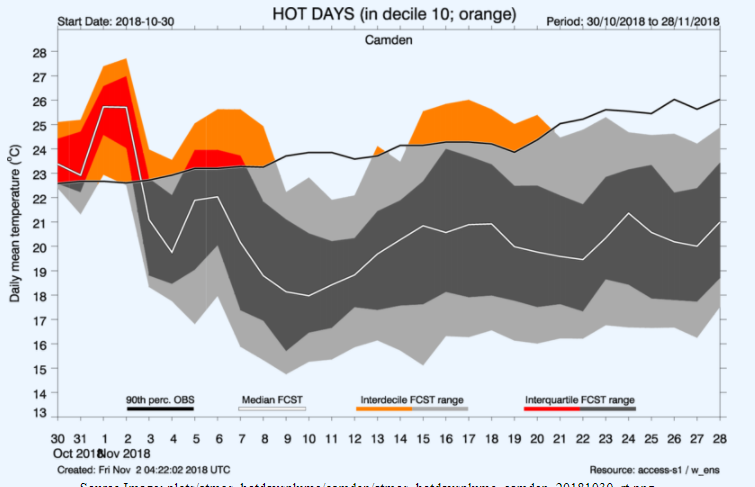 HOT DAYS (in decile 10; orange)
Start Date: 2018-10-30
Period: 30/10/2018 to 28/11/2018
Camden
Daily mean temperature (°C)
28
27
26
25
24
23
22
21
20
19
18
17
16
15
14
13
90th perc. OBS
Median FCST
Interdecile FCST range
Interquartile FCST range
30 31 1 2 3 4 5 6 7 8 9 10 11 12 13 14 15 16 17 18 19 20 21 22 23 24 25 26 27 28
Oct 2018 Nov 2018
Created: Fri Nov 2 04:22:02 2018 UTC
Resource: access-s1 / w_ens